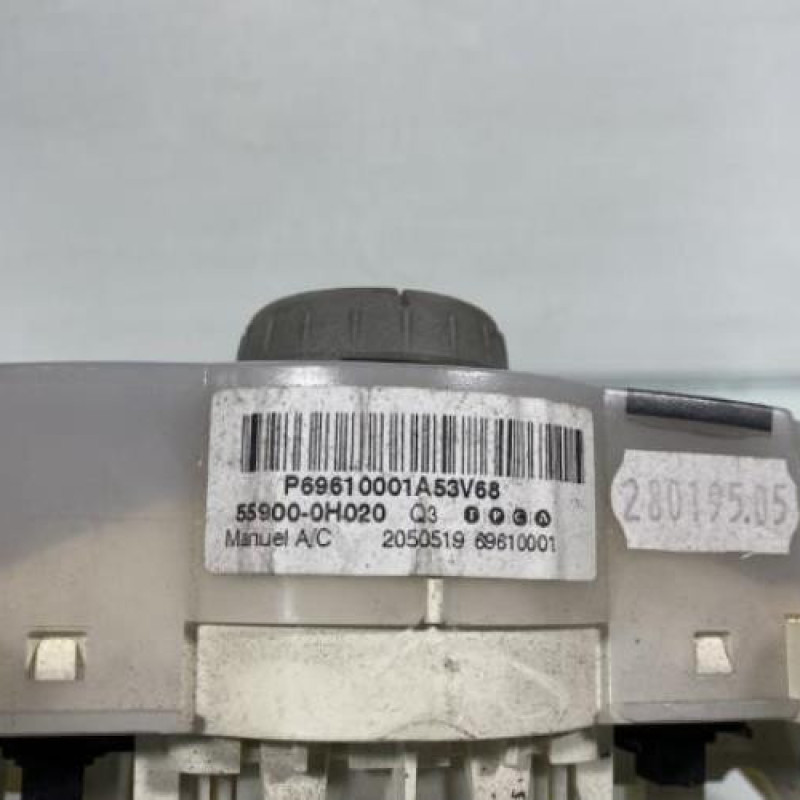 P69610001A53V68
55900-0H020 Q3 T P C A
Manuel A/C 2050519 69610001
280195.05